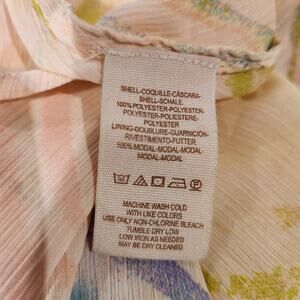 SHELL-COQUILLE-CÁSCARA-
SHELL-SCHALE
100% POLYESTER-POLYESTER-
POLYESTER-POLIESTERE-
POLYESTER
LINING-DOUBLURE-GUARNICIÓN-
RIVESTIMENTO-FUTTER
100% MODAL-MODAL-MODAL-
MODAL-MODAL
MACHINE WASH COLD
WITH LIKE COLORS
USE ONLY NON-CHLORINE BLEACH
TUMBLE DRY LOW
LOW IRON AS NEEDED
MAY BE DRY CLEANED